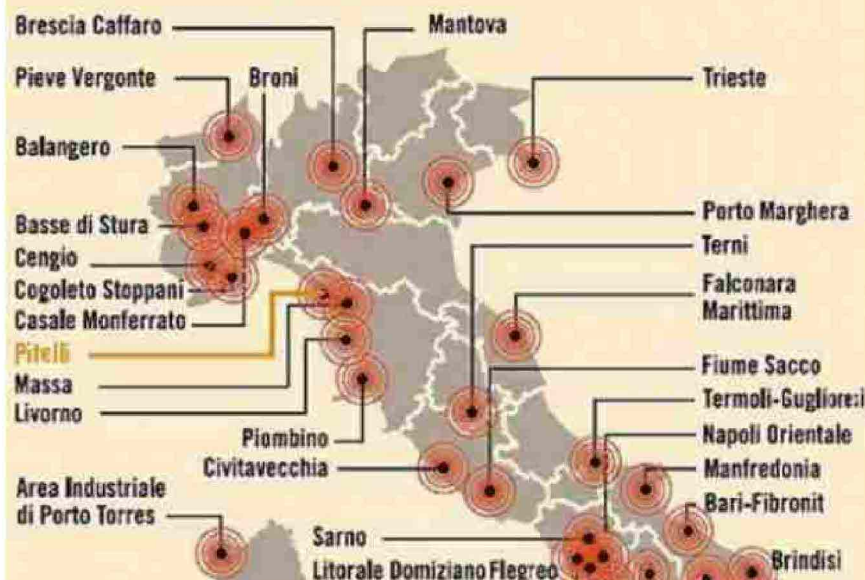 Brescia Caffaro
Mantova
Pieve Vergonte
Broni
Trieste
Balangero
Porto Marghera
Basse di Stura
Terni
Cengio
Cogoleto Stoppani
Falconara
Marittima
Casale Monferrato
Pitelli
Fiume Sacco
Massa
Termoli-Guglionesi
Livorno
Napoli Orientale
Piombino
Civitavecchia
Manfredonia
Area Industriale
di Porto Torres
Bari-Fibronit
Sarno
Brindisi
Litorale Domiziano Flegreo